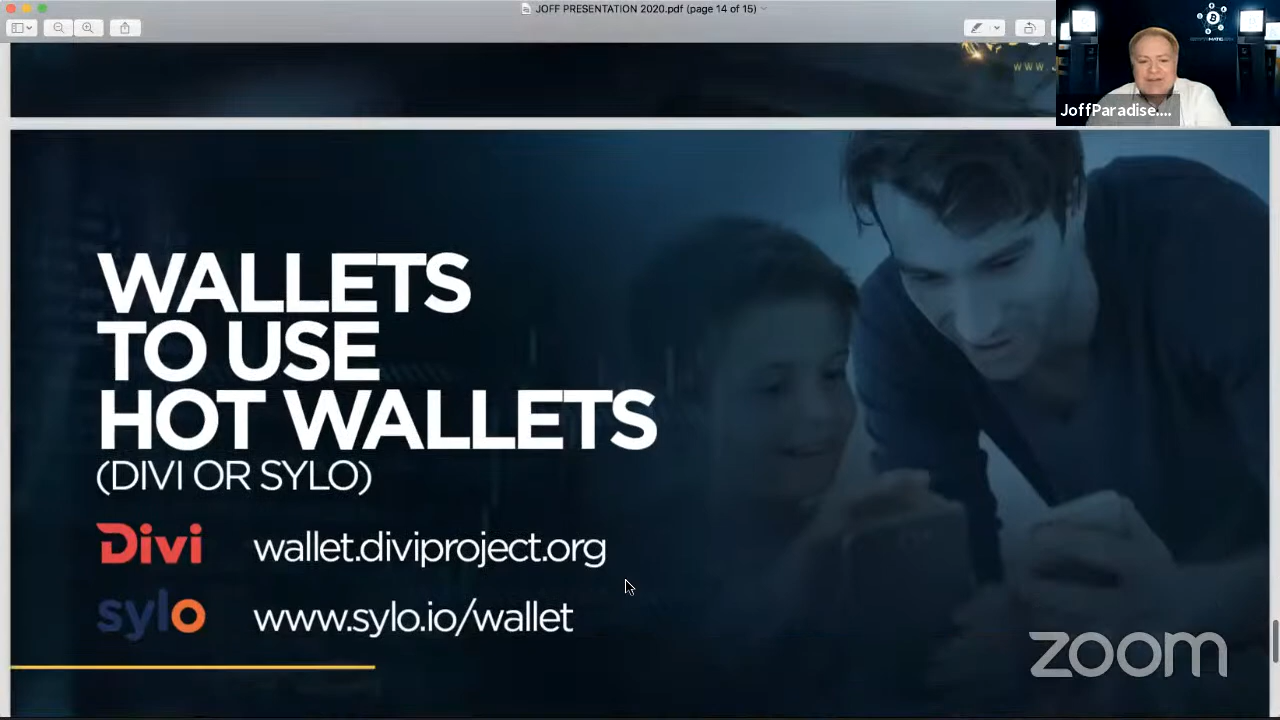 JOFF PRESENTATION 2020.pdf (page 14 of 15)
WWW.
JoffParadise....
WALLETS
TO USE
HOT WALLETS
(DIVI OR SYLO)
Divi wallet.diviproject.org
sylo www.sylo.io/wallet
zoom